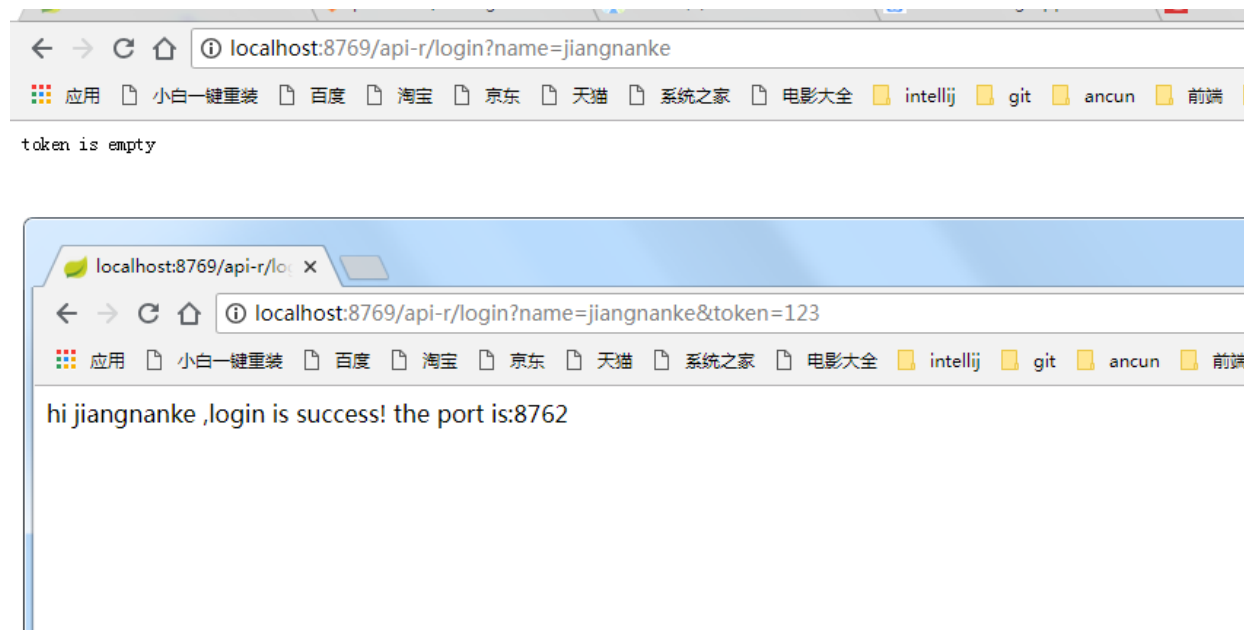 localhost:8769/api-r/login?name=jiangnanke
应用 小白一键重装 百度 淘宝 京东 天猫 系统之家 电影大全 intellij git ancun 前端
token is empty
localhost:8769/api-r/log
localhost:8769/api-r/login?name=jiangnanke&token=123
应用 小白一键重装 百度 淘宝 京东 天猫 系统之家 电影大全 intellij git ancun 前端
hi jiangnanke ,login is success! the port is:8762